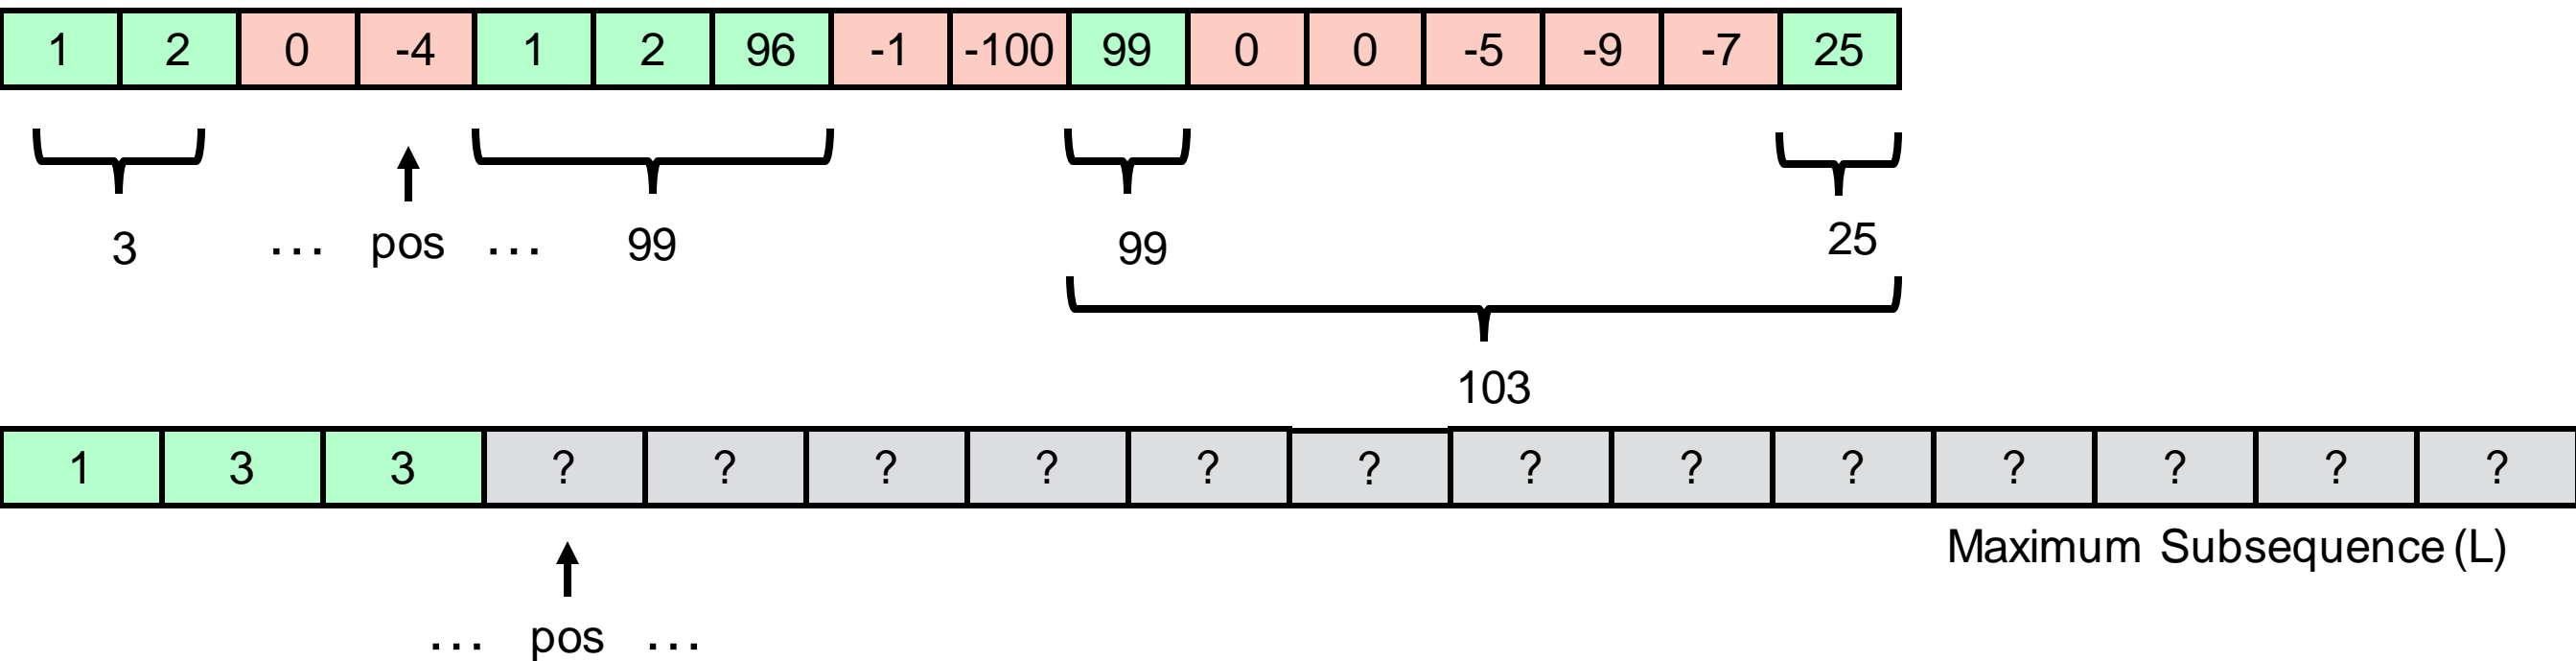 1 2 0 -4 1 2 96 -1 -100 99 0 0 -5 -9 -7 25
3 ... pos ... 99 99 25
103
1 3 3 ? ? ? ? ? ? ? ? ? ? ? ? ?
Maximum Subsequence (L)
... pos ...